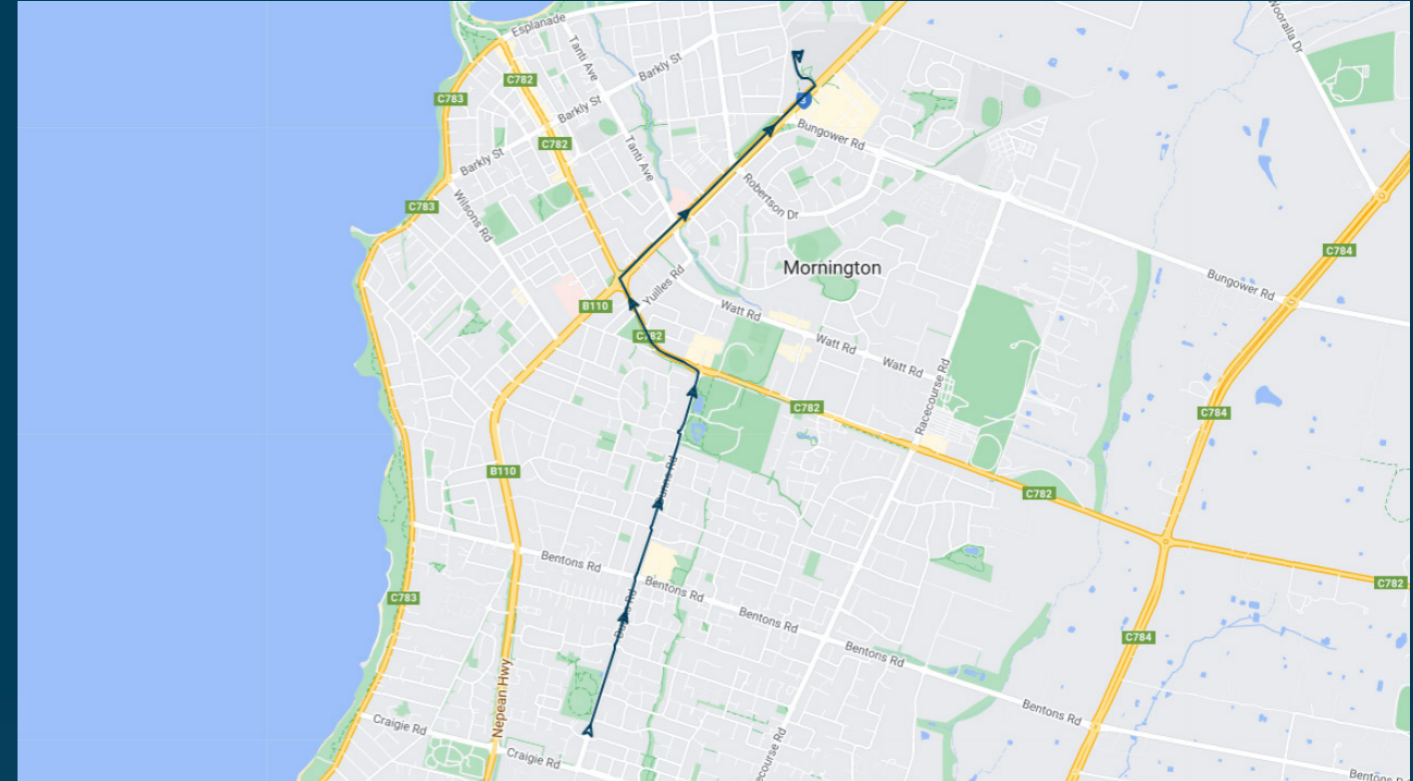 Esplanade
Tanti Ave
Barkly St
Wooralla Dr
C782
C783
Barkly St
C782
Bungower Rd
Tanti Ave
Barkly St
Robertson Dr
Wilsons Rd
C783
C784
Mornington
Yuilles Rd
Bungower Rd
B110
Watt Rd
C782
Watt Rd
Watt Rd
Racecourse Rd
C782
C784
B110
C782
Bentons Rd
Bentons Rd
C782
C783
Bentons Rd
C784
Bentons Rd
Nepean Hwy
Bentons Rd
Craigie Rd
Craigie Rd